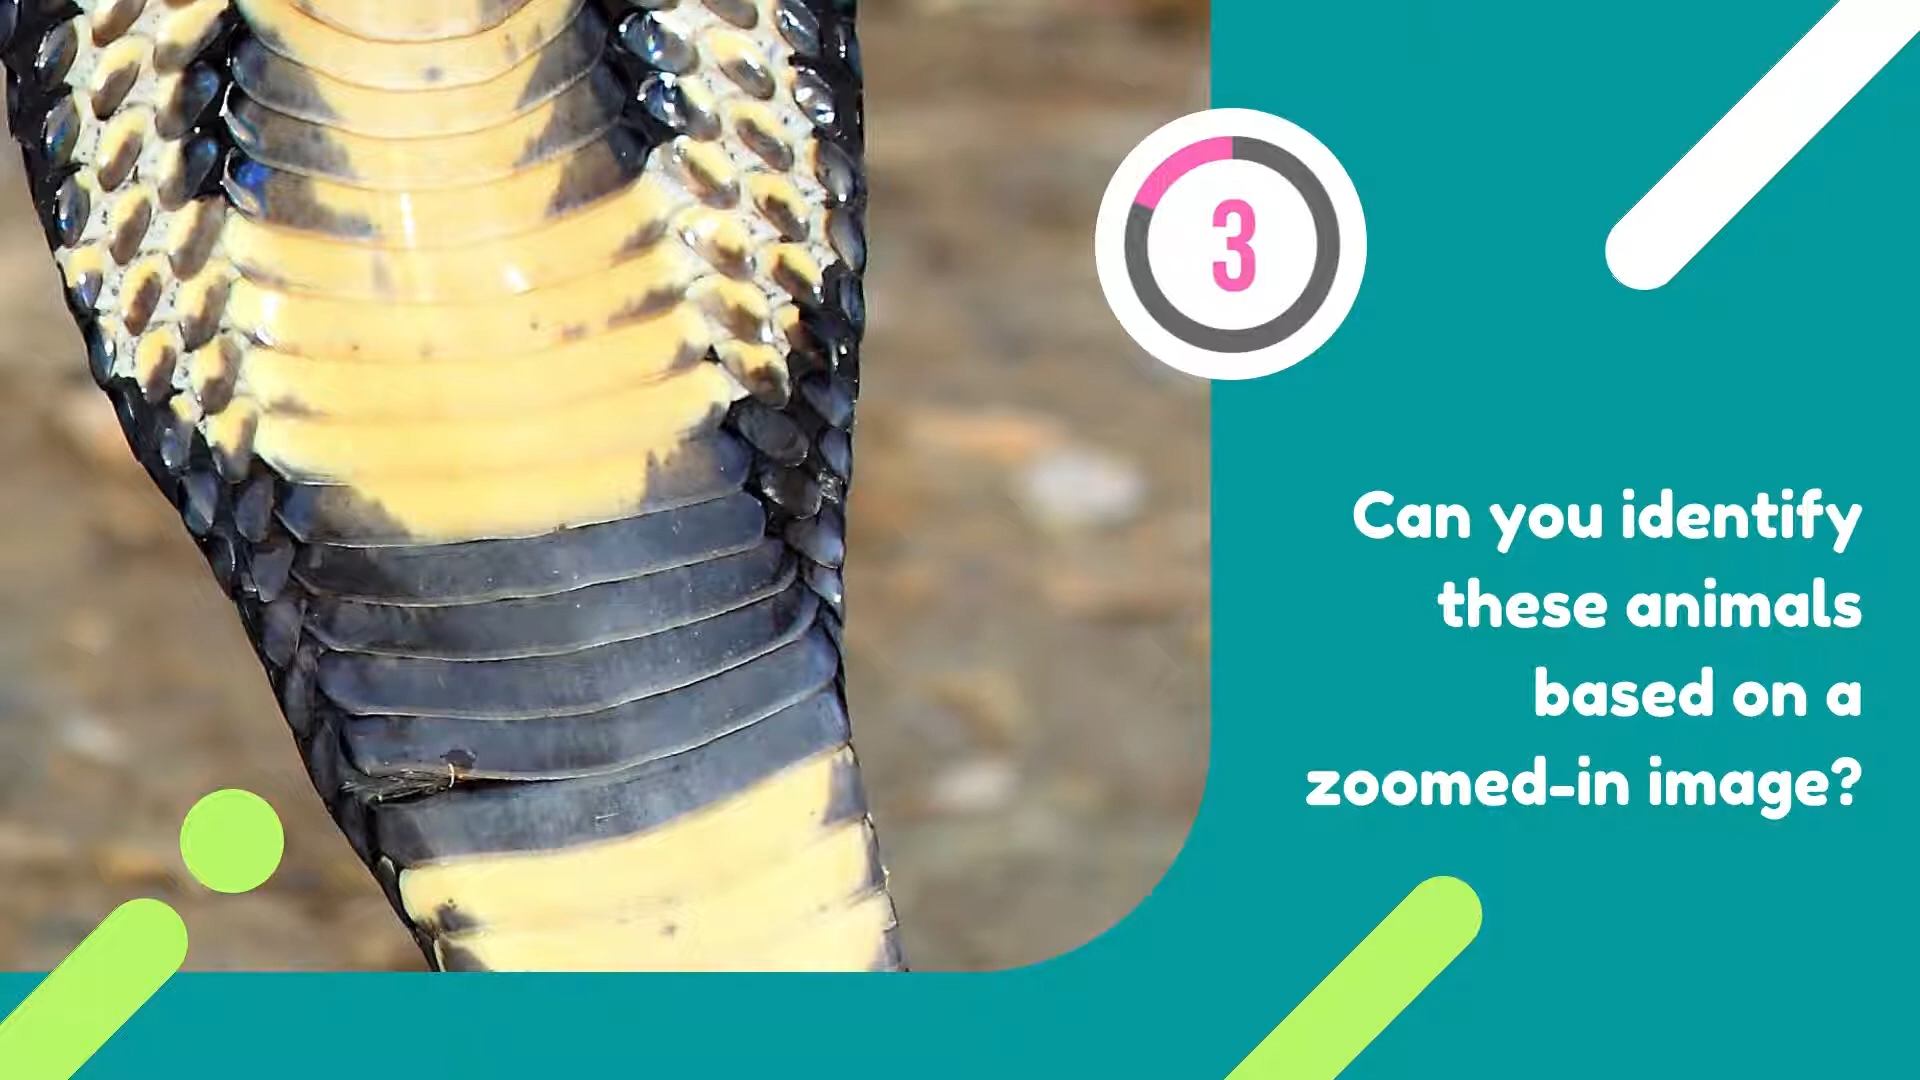 3
Can you identify
these animals
based on a
zoomed-in image?